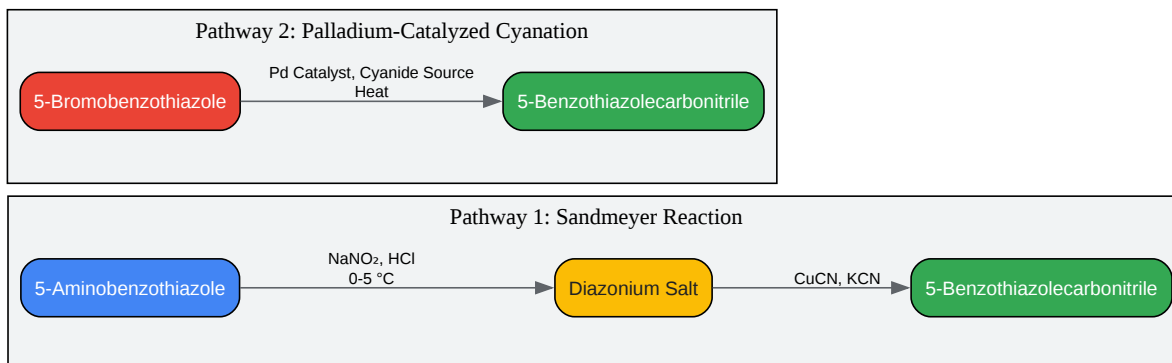 Pathway 2: Palladium-Catalyzed Cyanation
5-Bromobenzothiazole
Pd Catalyst, Cyanide Source
Heat
5-Benzothiazolecarbonitrile
Pathway 1: Sandmeyer Reaction
5-Aminobenzothiazole
NaNO₂, HCl
0-5 °C
Diazonium Salt
CuCN, KCN
5-Benzothiazolecarbonitrile